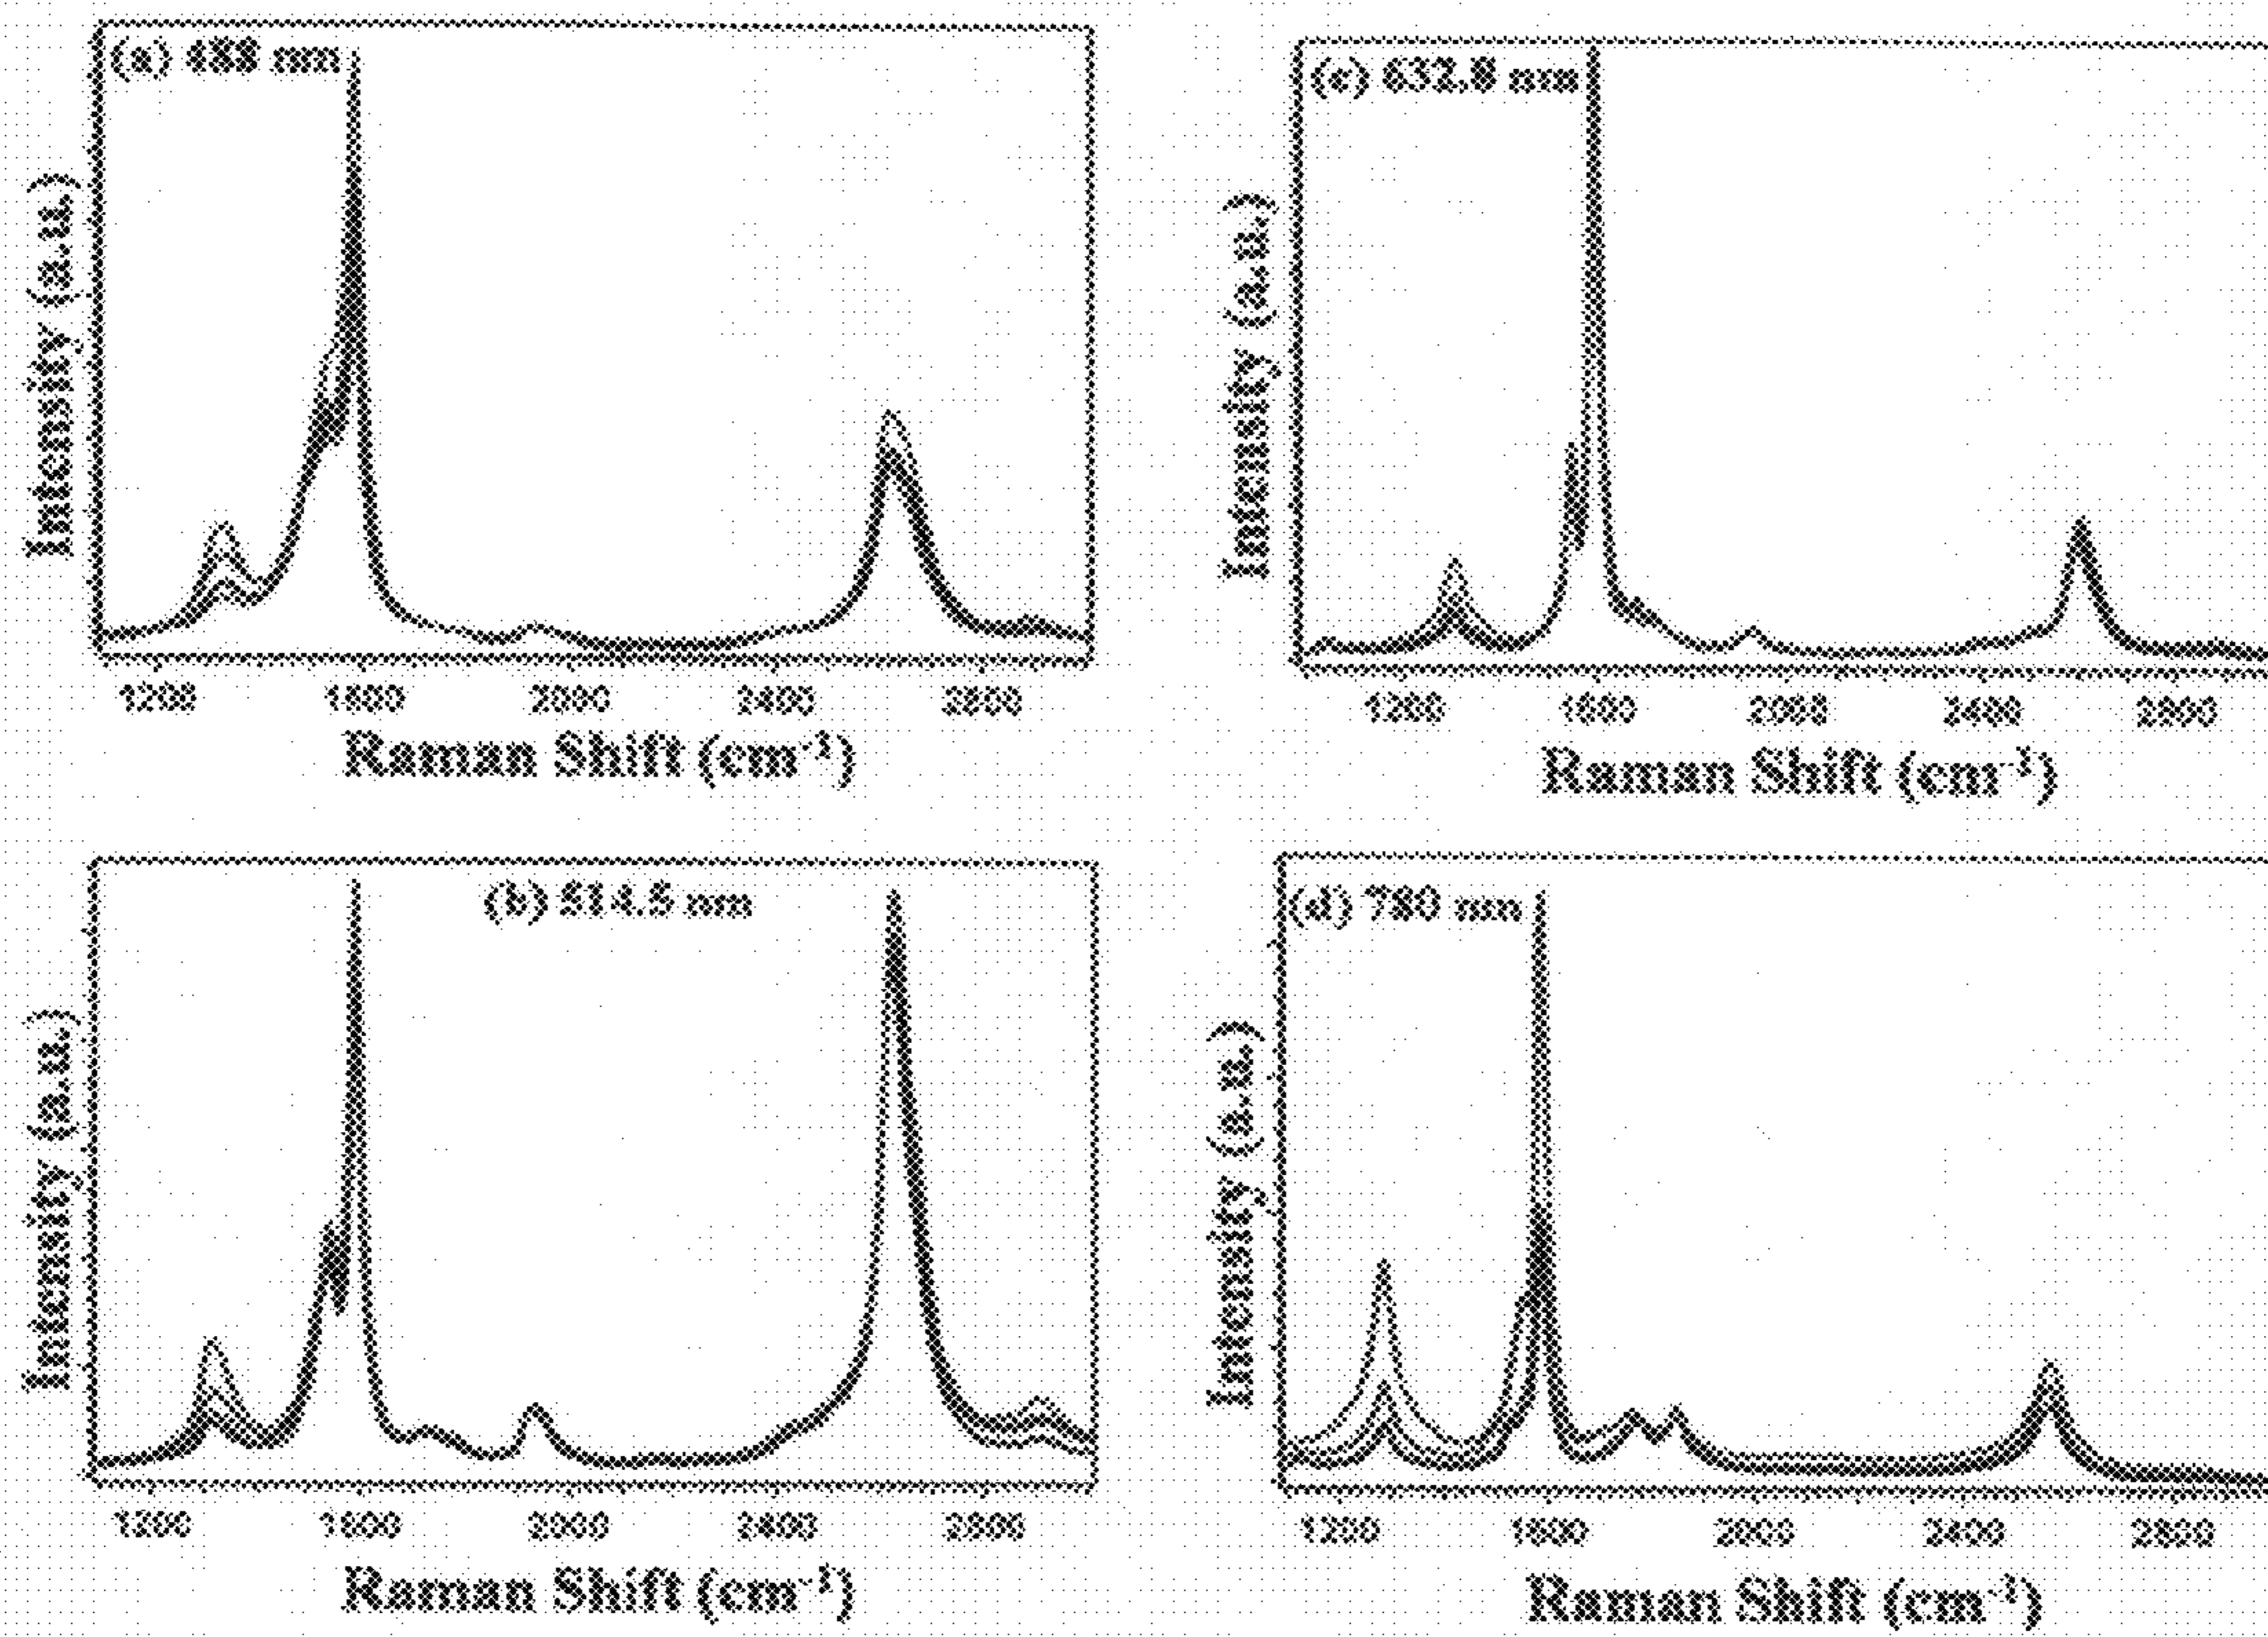 (a) 488 nm
Intensity (a.u.)
1200 1600 2000 2400 2800
Raman Shift (cm⁻¹)
(c) 632.8 nm
Intensity (a.u.)
1200 1600 2000 2400 2800
Raman Shift (cm⁻¹)
(b) 514.5 nm
Intensity (a.u.)
1200 1600 2000 2400 2800
Raman Shift (cm⁻¹)
(d) 780 nm
Intensity (a.u.)
1200 1600 2000 2400 2800
Raman Shift (cm⁻¹)